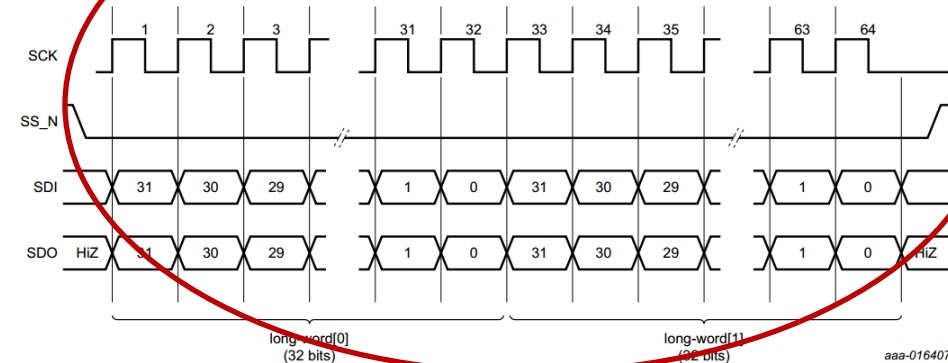 1 2 3 31 32 33 34 35 63 64
SCK
SS_N
SDI 31 30 29 1 0 31 30 29 1 0
SDO HiZ 31 30 29 1 0 31 30 29 1 0 HiZ
long-word[0] long-word[1]
(32 bits) (32 bits)
aaa-016407